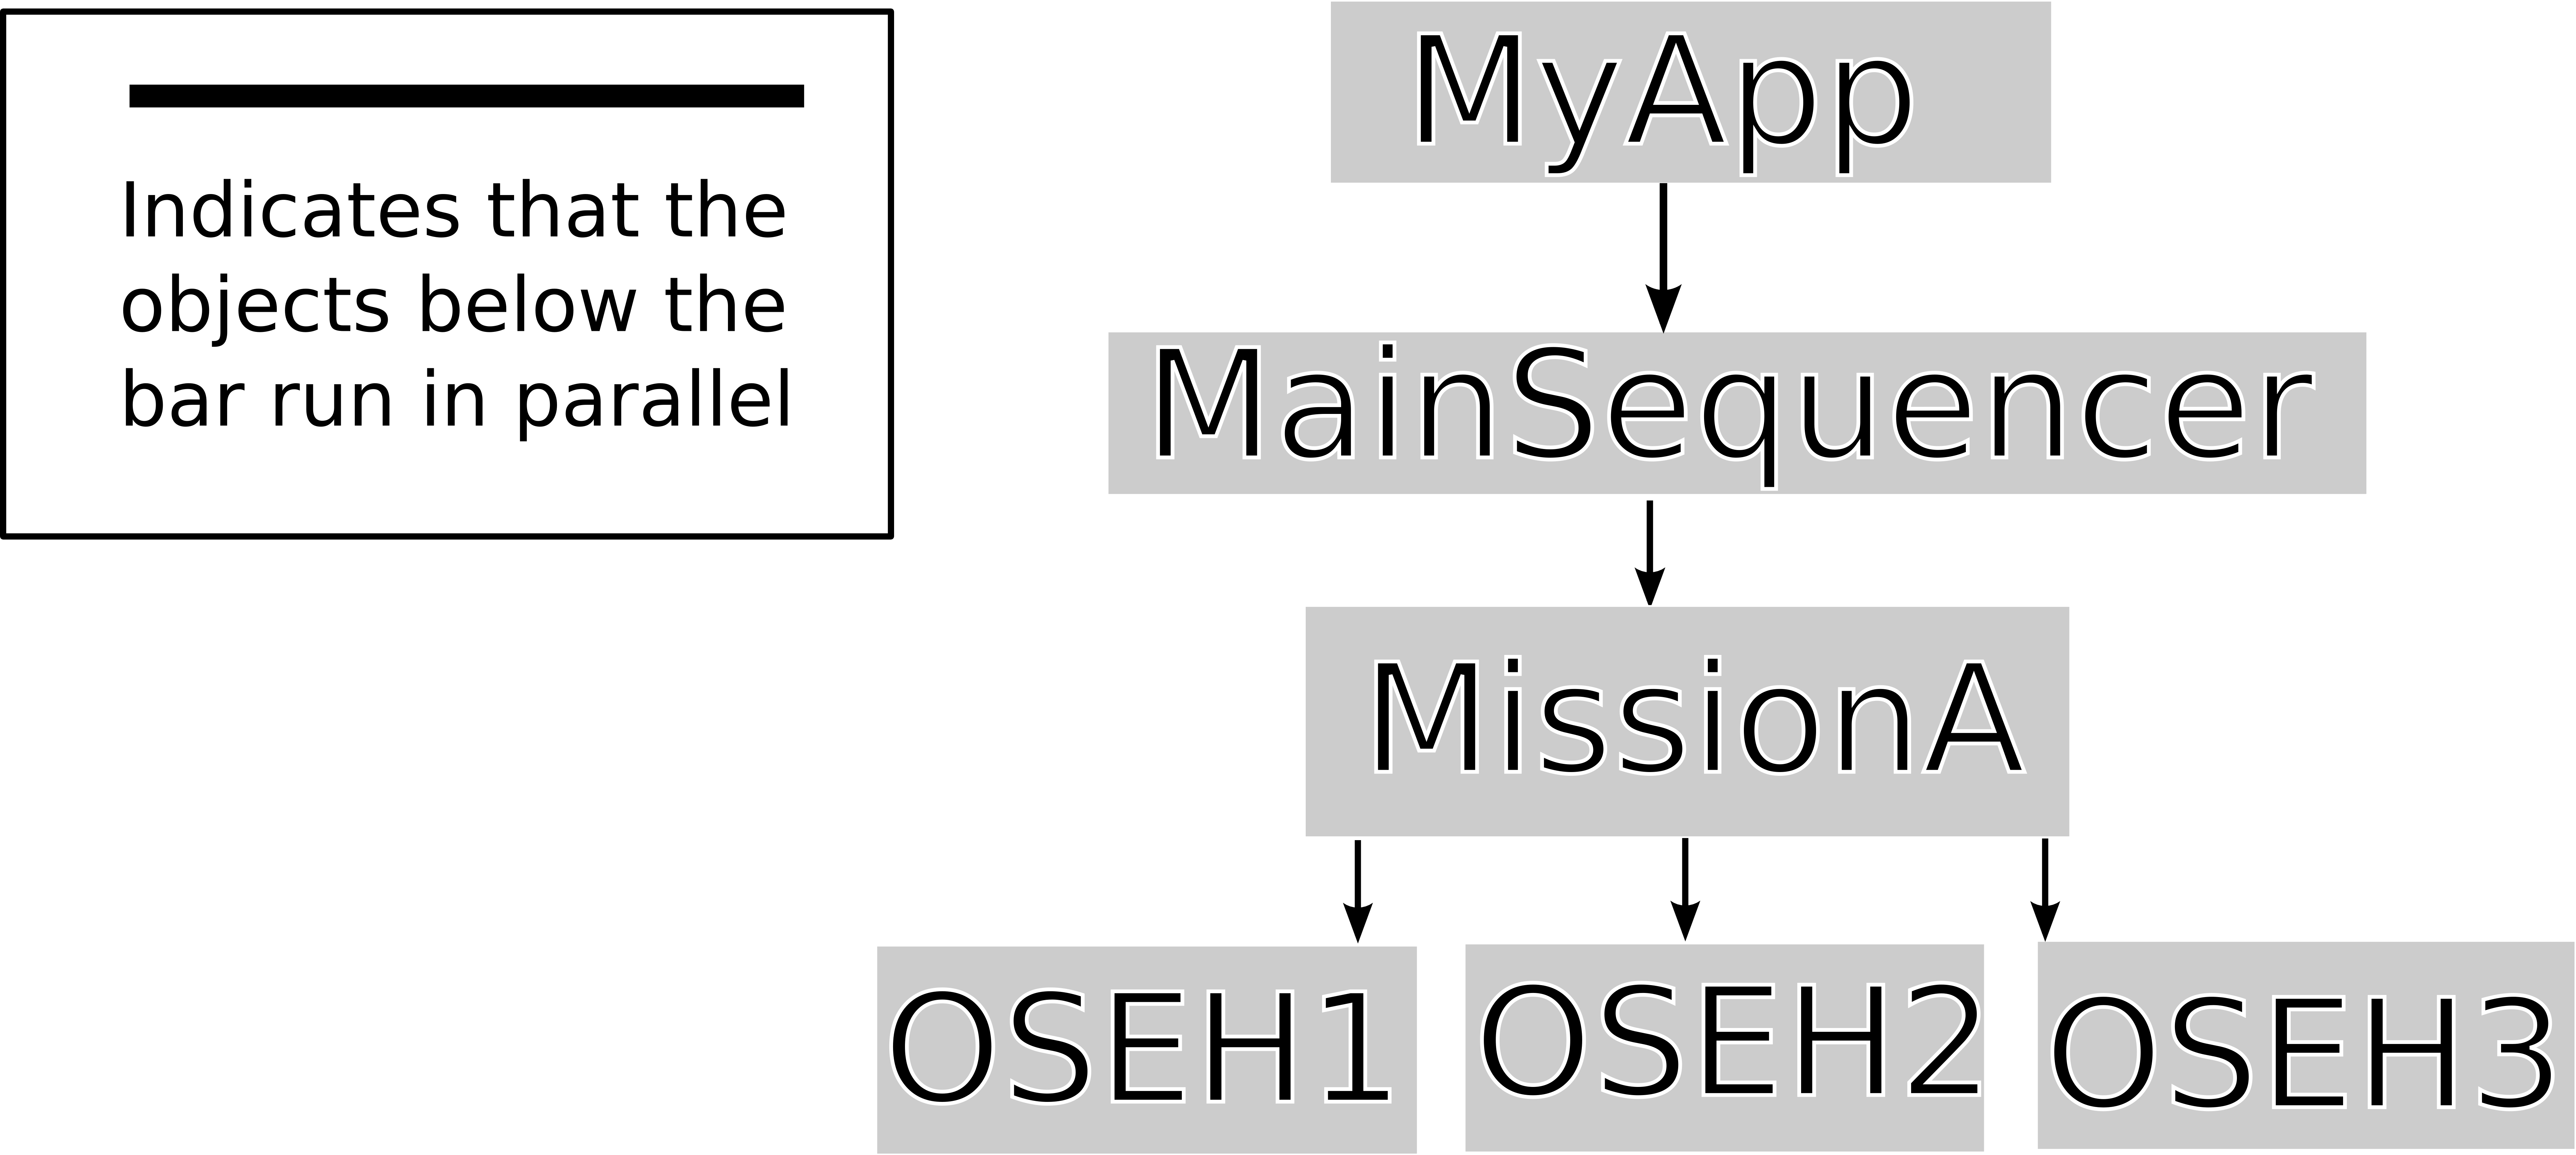 Indicates that the
objects below the
bar run in parallel
MyApp
MainSequencer
MissionA
OSEH1
OSEH2
OSEH3